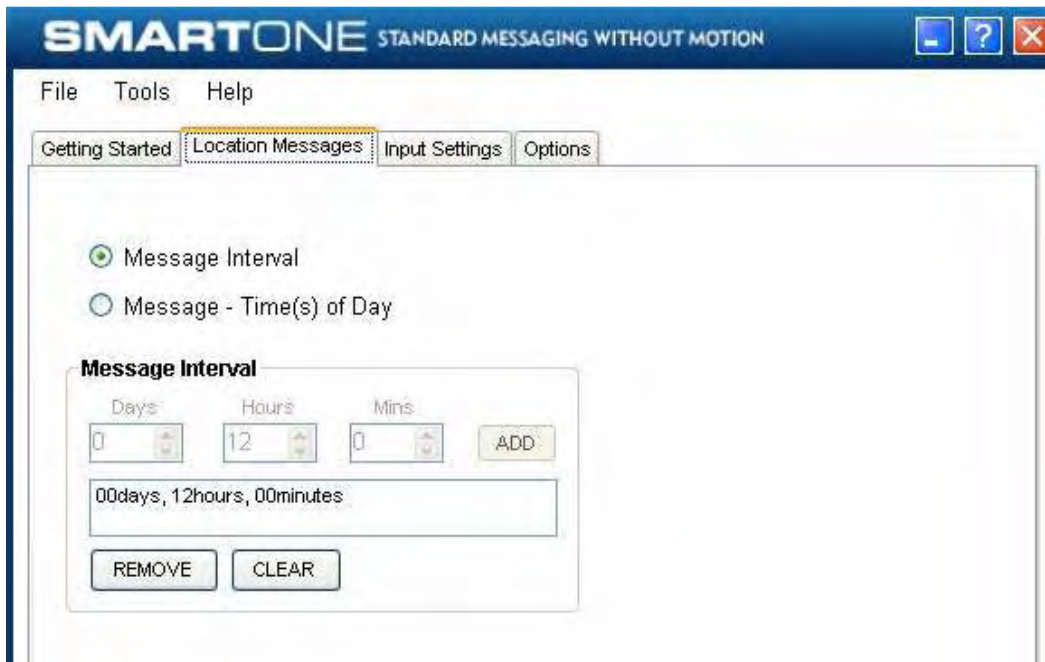 SMARTONE STANDARD MESSAGING WITHOUT MOTION
File Tools Help
Getting Started Location Messages Input Settings Options
Message Interval
Message - Time(s) of Day
Message Interval
Days Hours Mins
0 12 0 ADD
00days, 12hours, 00minutes
REMOVE CLEAR